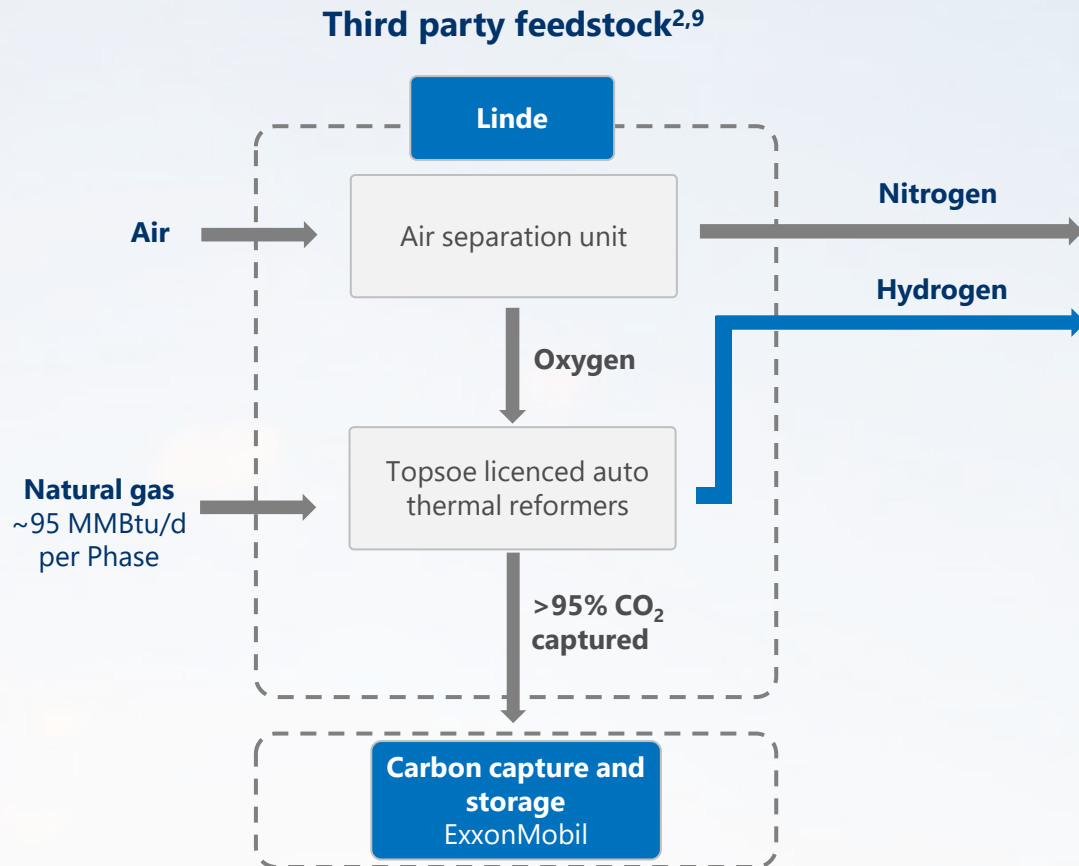 Third party feedstock2,9
Linde
Air separation unit
Air
Nitrogen
Hydrogen
Oxygen
Topsoe licenced auto
thermal reformers
Natural gas
~95 MMBtu/d
per Phase
>95% CO2
captured
Carbon capture and
storage
ExxonMobil